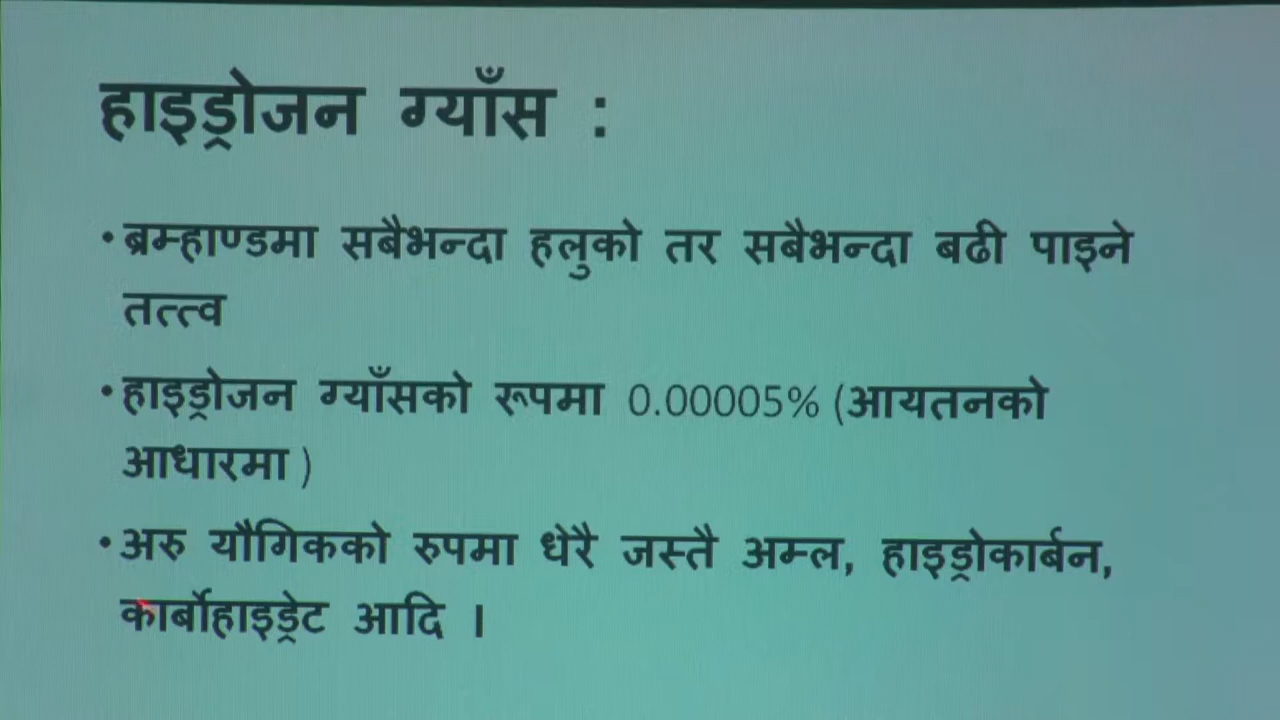 हाइड्रोजन ग्याँस :
•ब्रम्हाण्डमा सबैभन्दा हलुको तर सबैभन्दा बढी पाइने
तत्त्व
•हाइड्रोजन ग्याँसको रूपमा 0.00005% (आयतनको
आधारमा )
•अरु यौगिकको रुपमा धेरै जस्तै अम्ल, हाइड्रोकार्बन,
कार्बोहाइड्रेट आदि ।